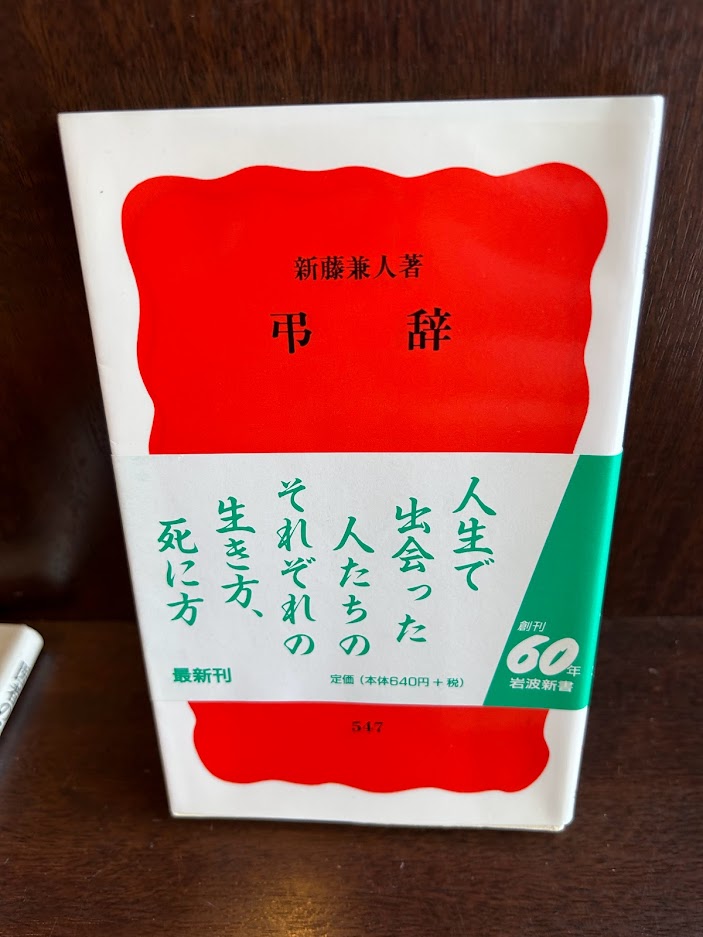 新藤兼人著
弔辞
人生で
出会った
人たちの
それぞれの
生き方、
死に方
最新刊
定価（本体640円＋税）
創刊
60年
岩波新書
547